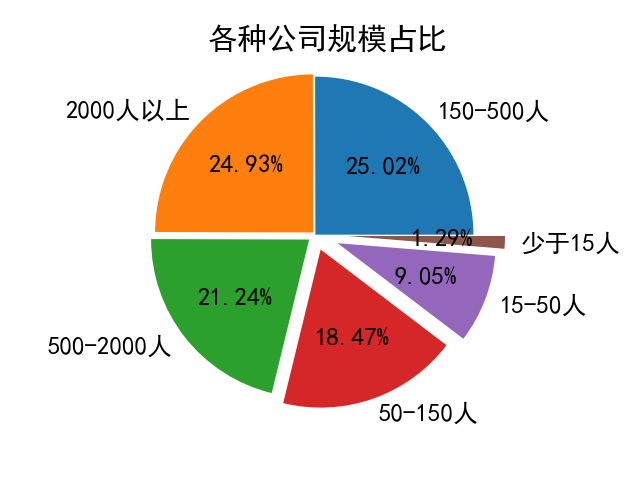 各种公司规模占比
2000人以上
150-500人
24.93%
25.02%
1.29%
少于15人
9.05%
21.24%
15-50人
18.47%
500-2000人
50-150人